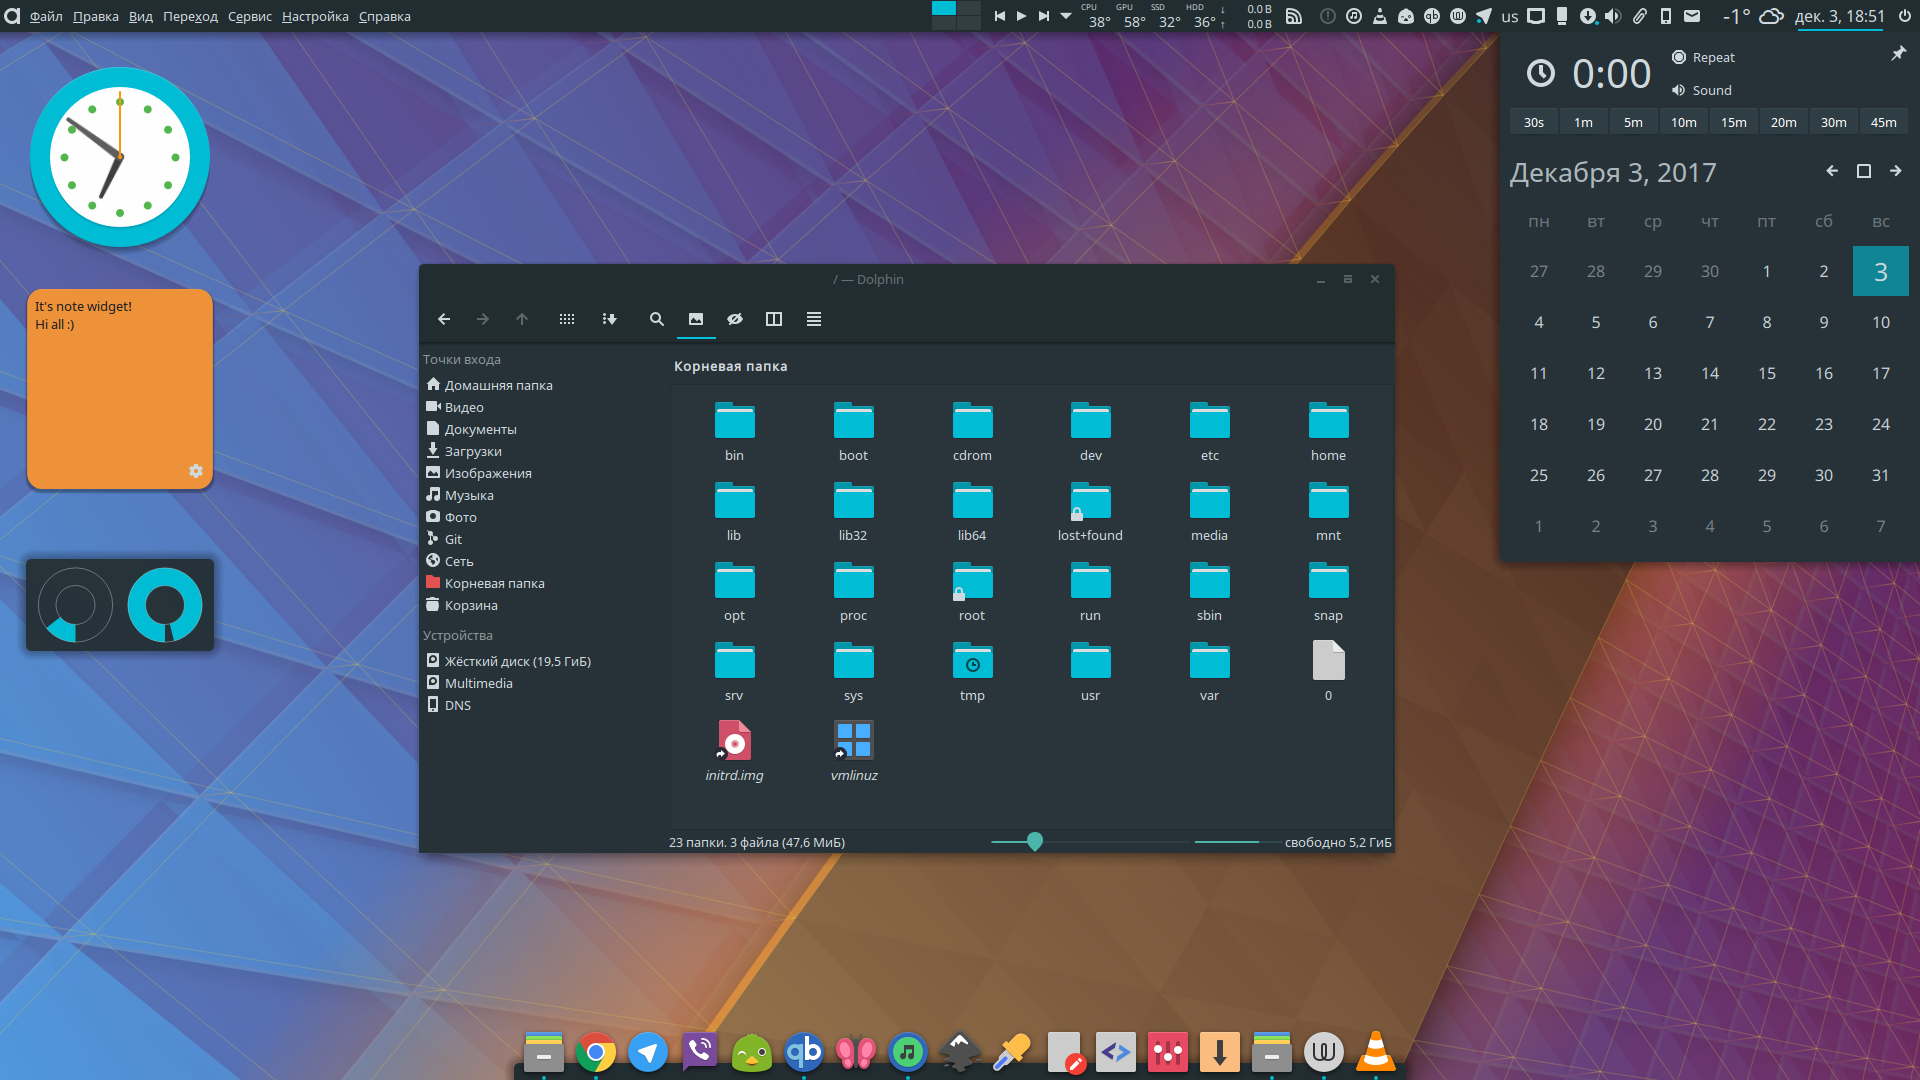 Файл Правка Вид Переход Сервис Настройка Справка
CPU GPU SSD HDD
38° 58° 32° 36°
↓ 0.0 B
↑ 0.0 B
us
-1°
дек. 3, 18:51
0:00
Repeat
Sound
30s 1m 5m 10m 15m 20m 30m 45m
Декабря 3, 2017
пн вт ср чт пт сб вс
27 28 29 30 1 2 3
4 5 6 7 8 9 10
11 12 13 14 15 16 17
18 19 20 21 22 23 24
25 26 27 28 29 30 31
1 2 3 4 5 6 7
It's note widget!
Hi all :)
/ — Dolphin
Точки входа
Домашняя папка
Видео
Документы
Загрузки
Изображения
Музыка
Фото
Git
Сеть
Корневая папка
Корзина
Устройства
Жёсткий диск (19,5 ГиБ)
Multimedia
DNS
Корневая папка
bin boot cdrom dev etc home
lib lib32 lib64 lost+found media mnt
opt proc root run sbin snap
srv sys tmp usr var 0
initrd.img vmlinuz
23 папки. 3 файла (47,6 МиБ)
свободно 5,2 ГиБ
qb